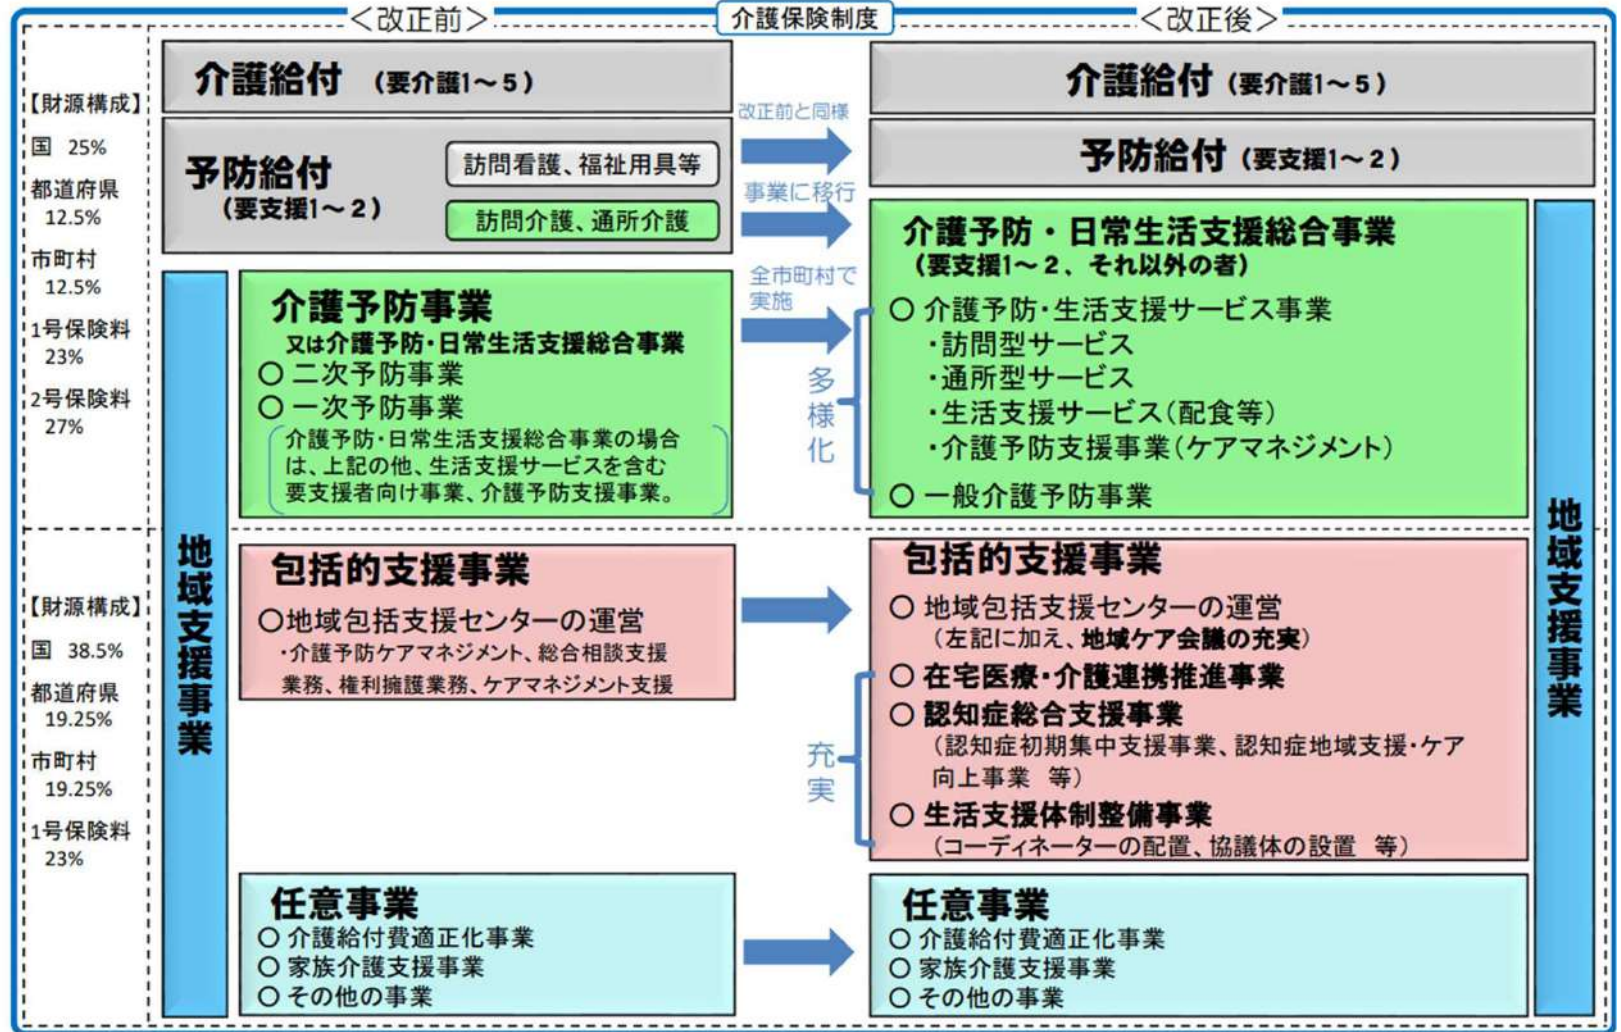 介護保険制度
＜改正前＞
＜改正後＞
【財源構成】
国 25%
都道府県
12.5%
市町村
12.5%
1号保険料
23%
2号保険料
27%
【財源構成】
国 38.5%
都道府県
19.25%
市町村
19.25%
1号保険料
23%
介護給付 （要介護1～5）
予防給付
（要支援1～2）
訪問看護、福祉用具等
訪問介護、通所介護
地域支援事業
介護予防事業
又は介護予防・日常生活支援総合事業
○ 二次予防事業
○ 一次予防事業
介護予防・日常生活支援総合事業の場合
は、上記の他、生活支援サービスを含む
要支援者向け事業、介護予防支援事業。
包括的支援事業
○地域包括支援センターの運営
・介護予防ケアマネジメント、総合相談支援
業務、権利擁護業務、ケアマネジメント支援
任意事業
○ 介護給付費適正化事業
○ 家族介護支援事業
○ その他の事業
改正前と同様
事業に移行
全市町村で
実施
多様化
充実
介護給付（要介護1～5）
予防給付（要支援1～2）
介護予防・日常生活支援総合事業
（要支援1～2、それ以外の者）
○ 介護予防・生活支援サービス事業
・訪問型サービス
・通所型サービス
・生活支援サービス（配食等）
・介護予防支援事業（ケアマネジメント）
○ 一般介護予防事業
包括的支援事業
○ 地域包括支援センターの運営
（左記に加え、地域ケア会議の充実）
○ 在宅医療・介護連携推進事業
○ 認知症総合支援事業
（認知症初期集中支援事業、認知症地域支援・ケア
向上事業 等）
○ 生活支援体制整備事業
（コーディネーターの配置、協議体の設置 等）
任意事業
○ 介護給付費適正化事業
○ 家族介護支援事業
○ その他の事業
地域支援事業